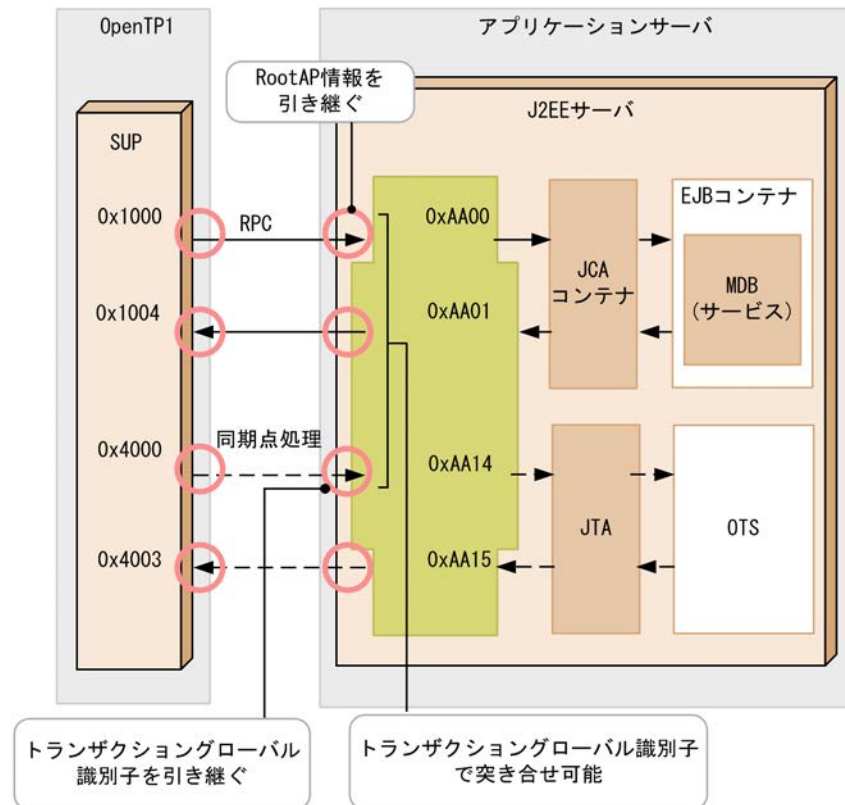 OpenTP1
アプリケーションサーバ
RootAP情報を
引き継ぐ
J2EEサーバ
SUP
EJBコンテナ
0x1000
RPC
0xAA00
JCA
コンテナ
MDB
(サービス)
0x1004
0xAA01
同期点処理
0x4000
0xAA14
JTA
OTS
0x4003
0xAA15
トランザクショングローバル
識別子を引き継ぐ
トランザクショングローバル識別子
で突き合せ可能